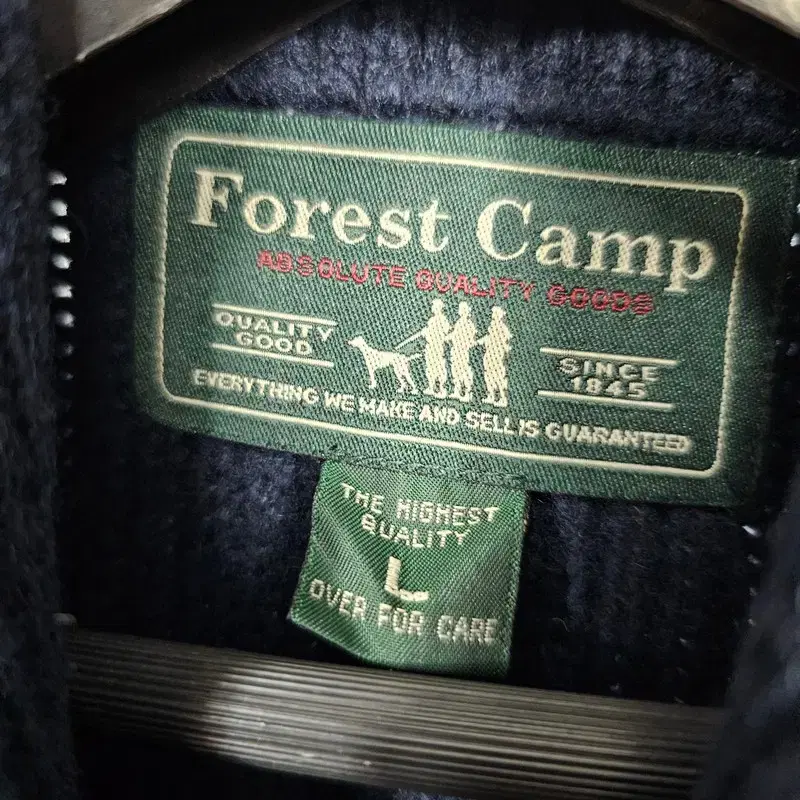 Forest Camp
ABSOLUTE QUALITY GOODS
QUALITY
GOOD
SINCE
1845
EVERYTHING WE MAKE AND SELL IS GUARANTEED
THE HIGHEST
QUALITY
L
OVER FOR CARE